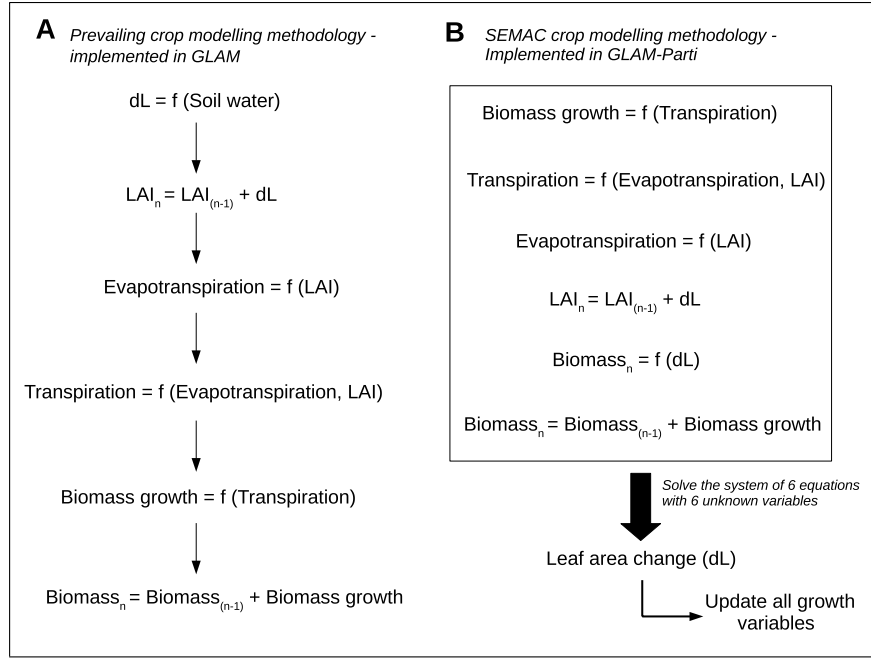 A Prevailing crop modelling methodology -
implemented in GLAM
dL = f (Soil water)
LAIn = LAI(n-1) + dL
Evapotranspiration = f (LAI)
Transpiration = f (Evapotranspiration, LAI)
Biomass growth = f (Transpiration)
Biomassn = Biomass(n-1) + Biomass growth
B SEMAC crop modelling methodology -
Implemented in GLAM-Parti
Biomass growth = f (Transpiration)
Transpiration = f (Evapotranspiration, LAI)
Evapotranspiration = f (LAI)
LAIn = LAI(n-1) + dL
Biomassn = f (dL)
Biomassn = Biomass(n-1) + Biomass growth
Solve the system of 6 equations
with 6 unknown variables
Leaf area change (dL)
Update all growth
variables